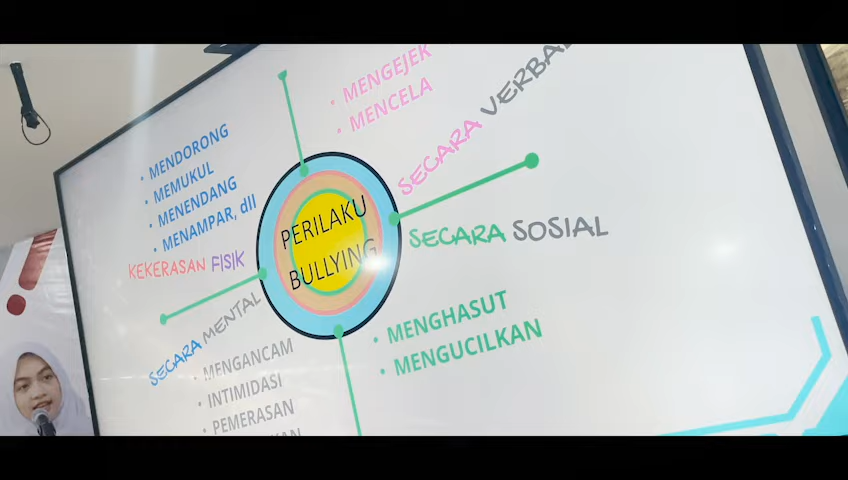 MENGEJEK
MENCELA
SECARA VERBAL
MENDORONG
MEMUKUL
MENENDANG
MENAMPAR, dll
KEKERASAN FISIK
PERILAKU
BULLYING
SECARA SOSIAL
MENGHASUT
MENGUCILKAN
SECARA MENTAL
MENGANCAM
INTIMIDASI
PEMERASAN